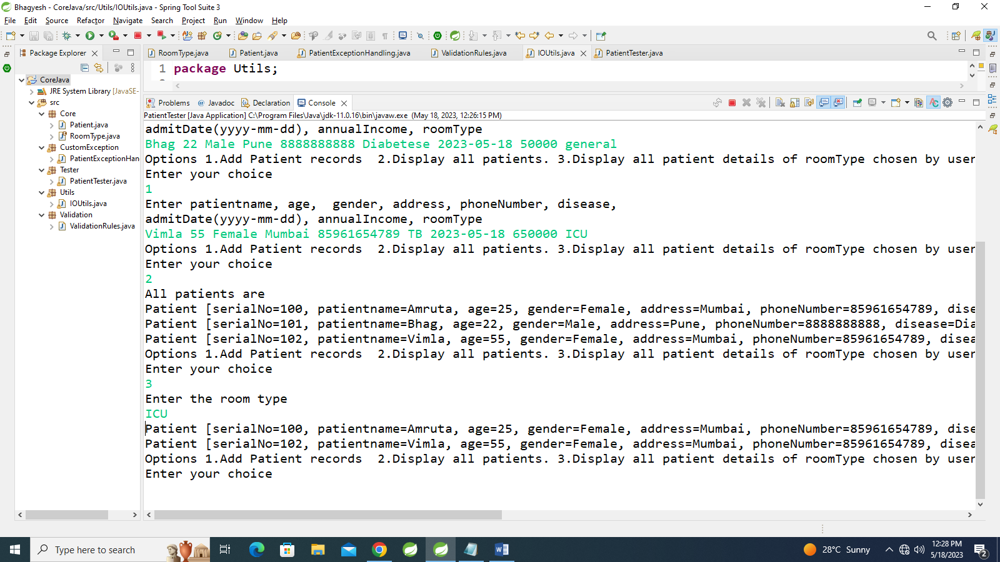 Bhagyesh - CoreJava/src/Utils/IOUtils.java - Spring Tool Suite 3
File Edit Source Refactor Navigate Search Project Run Window Help
Package Explorer
CoreJava
JRE System Library [JavaSE-
src
Core
Patient.java
RoomType.java
CustomException
PatientExceptionHan
Tester
PatientTester.java
Utils
IOUtils.java
Validation
ValidationRules.java
RoomType.java Patient.java PatientExceptionHandling.java ValidationRules.java IOUtils.java PatientTester.java
1 package Utils;
Problems @ Javadoc Declaration Console
PatientTester [Java Application] C:\Program Files\Java\jdk-11.0.16\bin\javaw.exe (May 18, 2023, 12:26:15 PM)
admitDate(yyyy-mm-dd), annualIncome, roomType
Bhag 22 Male Pune 8888888888 Diabetese 2023-05-18 50000 general
Options 1.Add Patient records  2.Display all patients. 3.Display all patient details of roomType chosen by user
Enter your choice
1
Enter patientname, age,  gender, address, phoneNumber, disease,
admitDate(yyyy-mm-dd), annualIncome, roomType
Vimla 55 Female Mumbai 85961654789 TB 2023-05-18 650000 ICU
Options 1.Add Patient records  2.Display all patients. 3.Display all patient details of roomType chosen by user
Enter your choice
2
All patients are
Patient [serialNo=100, patientname=Amruta, age=25, gender=Female, address=Mumbai, phoneNumber=85961654789, dise
Patient [serialNo=101, patientname=Bhag, age=22, gender=Male, address=Pune, phoneNumber=8888888888, disease=Dia
Patient [serialNo=102, patientname=Vimla, age=55, gender=Female, address=Mumbai, phoneNumber=85961654789, disea
Options 1.Add Patient records  2.Display all patients. 3.Display all patient details of roomType chosen by user
Enter your choice
3
Enter the room type
ICU
Patient [serialNo=100, patientname=Amruta, age=25, gender=Female, address=Mumbai, phoneNumber=85961654789, dise
Patient [serialNo=102, patientname=Vimla, age=55, gender=Female, address=Mumbai, phoneNumber=85961654789, disea
Options 1.Add Patient records  2.Display all patients. 3.Display all patient details of roomType chosen by user
Enter your choice
Type here to search
28°C Sunny
12:28 PM
5/18/2023
2